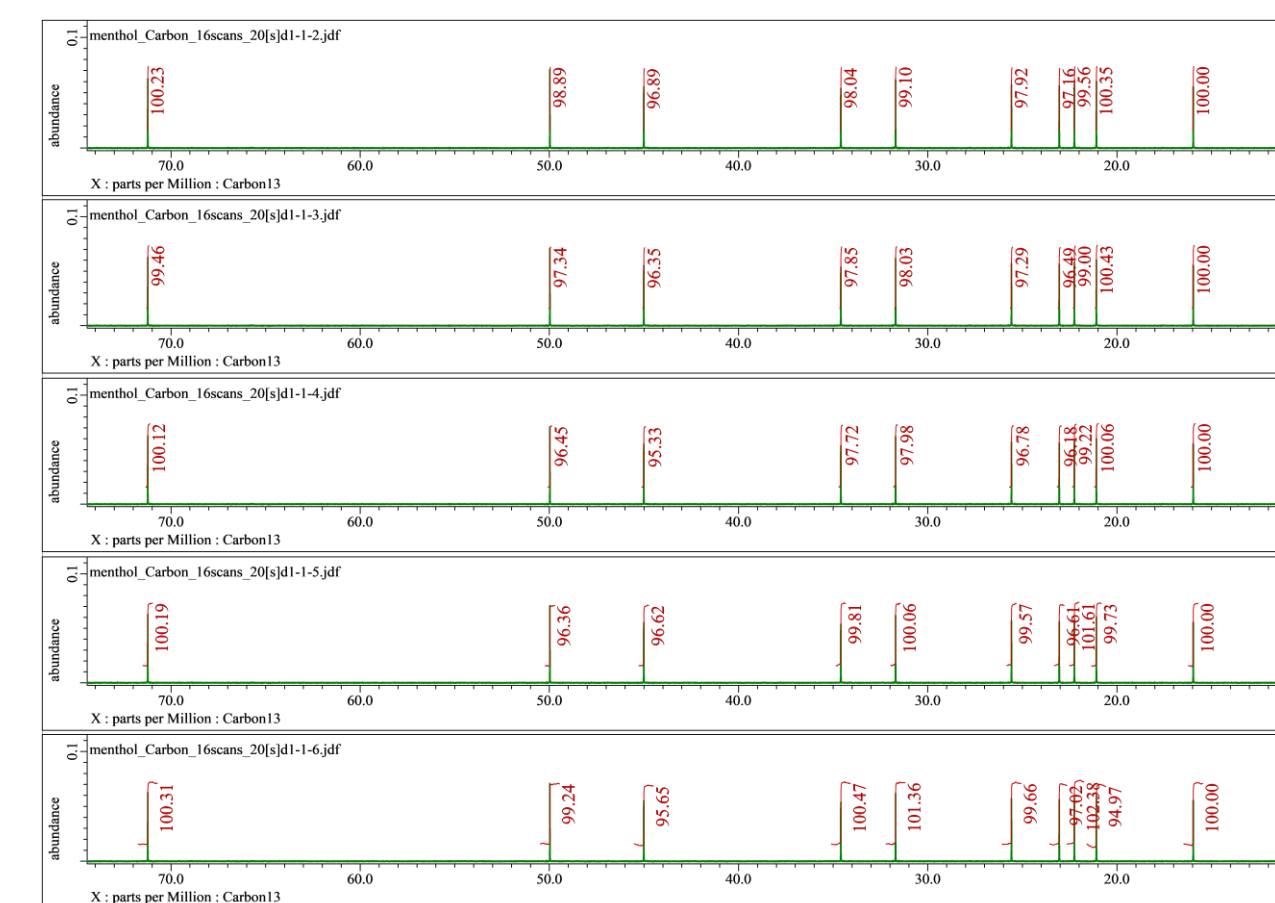 0.1
menthol_Carbon_16scans_20[s]d1-1-2.jdf
abundance
100.23 98.89 96.89 98.04 99.10 97.92 97.16 99.56 100.35 100.00
70.0 60.0 50.0 40.0 30.0 20.0
X : parts per Million : Carbon13
0.1
menthol_Carbon_16scans_20[s]d1-1-3.jdf
abundance
99.46 97.34 96.35 97.85 98.03 97.29 96.49 99.00 100.43 100.00
70.0 60.0 50.0 40.0 30.0 20.0
X : parts per Million : Carbon13
0.1
menthol_Carbon_16scans_20[s]d1-1-4.jdf
abundance
100.12 96.45 95.33 97.72 97.98 96.78 96.18 99.22 100.06 100.00
70.0 60.0 50.0 40.0 30.0 20.0
X : parts per Million : Carbon13
0.1
menthol_Carbon_16scans_20[s]d1-1-5.jdf
abundance
100.19 96.36 96.62 99.81 100.06 99.57 96.61 101.61 99.73 100.00
70.0 60.0 50.0 40.0 30.0 20.0
X : parts per Million : Carbon13
0.1
menthol_Carbon_16scans_20[s]d1-1-6.jdf
abundance
100.31 99.24 95.65 100.47 101.36 99.66 97.02 102.38 94.97 100.00
70.0 60.0 50.0 40.0 30.0 20.0
X : parts per Million : Carbon13